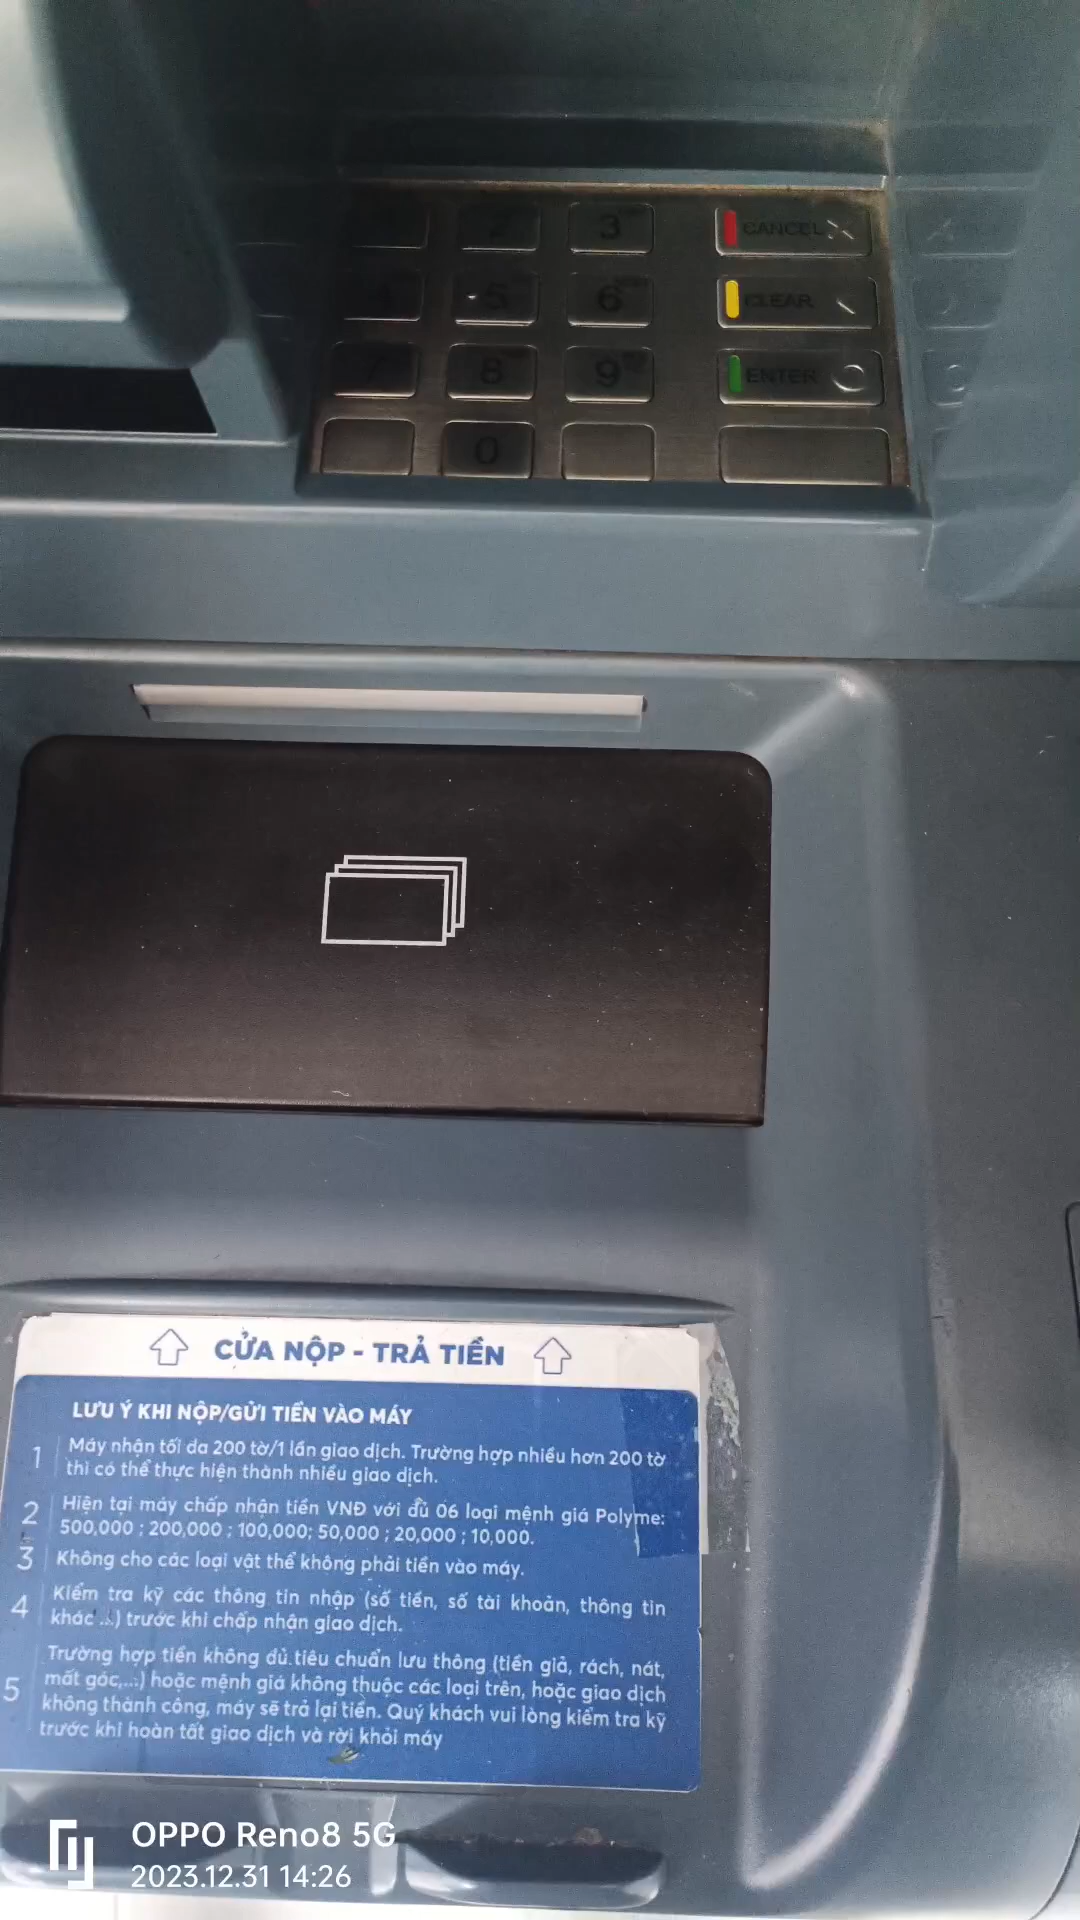 2 3 CANCEL
4 5 6 CLEAR
7 8 9 ENTER
0
CỬA NỘP - TRẢ TIỀN
LƯU Ý KHI NỘP/GỬI TIỀN VÀO MÁY
1 Máy nhận tối đa 200 tờ/1 lần giao dịch. Trường hợp nhiều hơn 200 tờ
thì có thể thực hiện thành nhiều giao dịch.
2 Hiện tại máy chấp nhận tiền VNĐ với đủ 06 loại mệnh giá Polyme:
500,000 ; 200,000 ; 100,000; 50,000 ; 20,000 ; 10,000.
3 Không cho các loại vật thể không phải tiền vào máy.
4 Kiểm tra kỹ các thông tin nhập (số tiền, số tài khoản, thông tin
khác ...) trước khi chấp nhận giao dịch.
5 Trường hợp tiền không đủ tiêu chuẩn lưu thông (tiền giả, rách, nát,
mất góc,...) hoặc mệnh giá không thuộc các loại trên, hoặc giao dịch
không thành công, máy sẽ trả lại tiền. Quý khách vui lòng kiểm tra kỹ
trước khi hoàn tất giao dịch và rời khỏi máy
OPPO Reno8 5G
2023.12.31 14:26